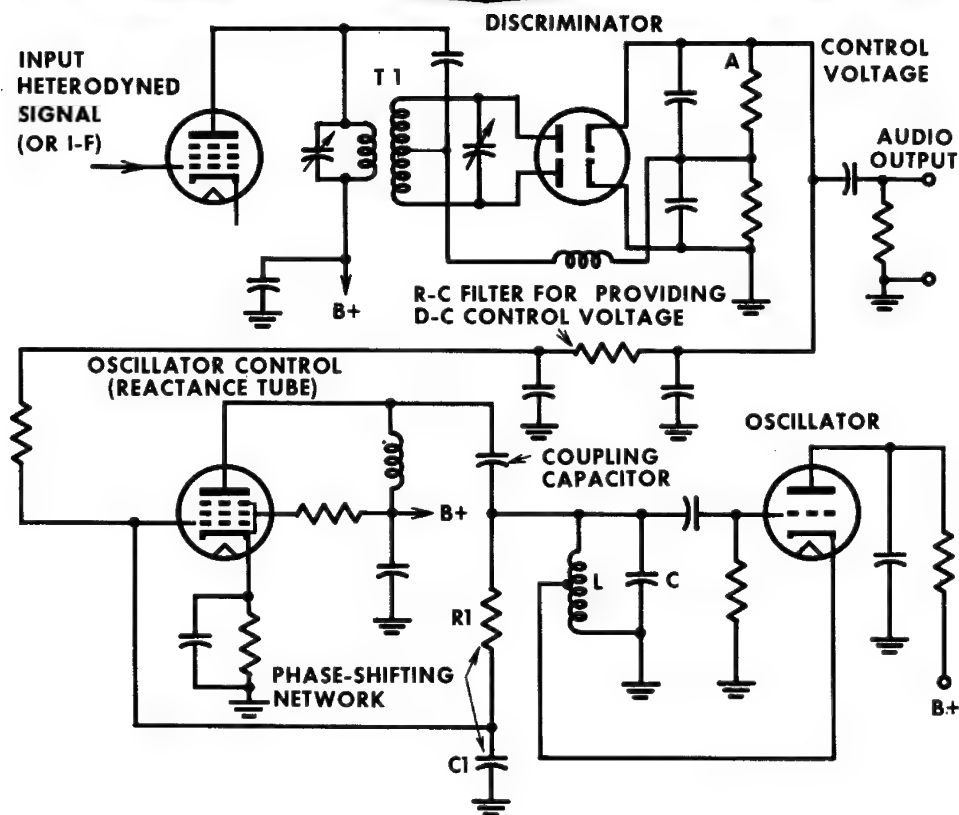 DISCRIMINATOR
INPUT
HETERODYNED
SIGNAL
(OR I-F)
T1
A
CONTROL
VOLTAGE
AUDIO
OUTPUT
B+
R-C FILTER FOR PROVIDING
D-C CONTROL VOLTAGE
OSCILLATOR CONTROL
(REACTANCE TUBE)
OSCILLATOR
COUPLING
CAPACITOR
B+
L
C
R1
PHASE-SHIFTING
NETWORK
B+
C1